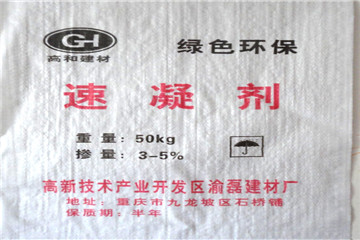 GH 绿色环保
高和建材
速凝剂
重量：50kg
掺量：3-5%
高新技术产业开发区渝磊建材厂
地址：重庆市九龙坡区石桥铺
保质期：半年